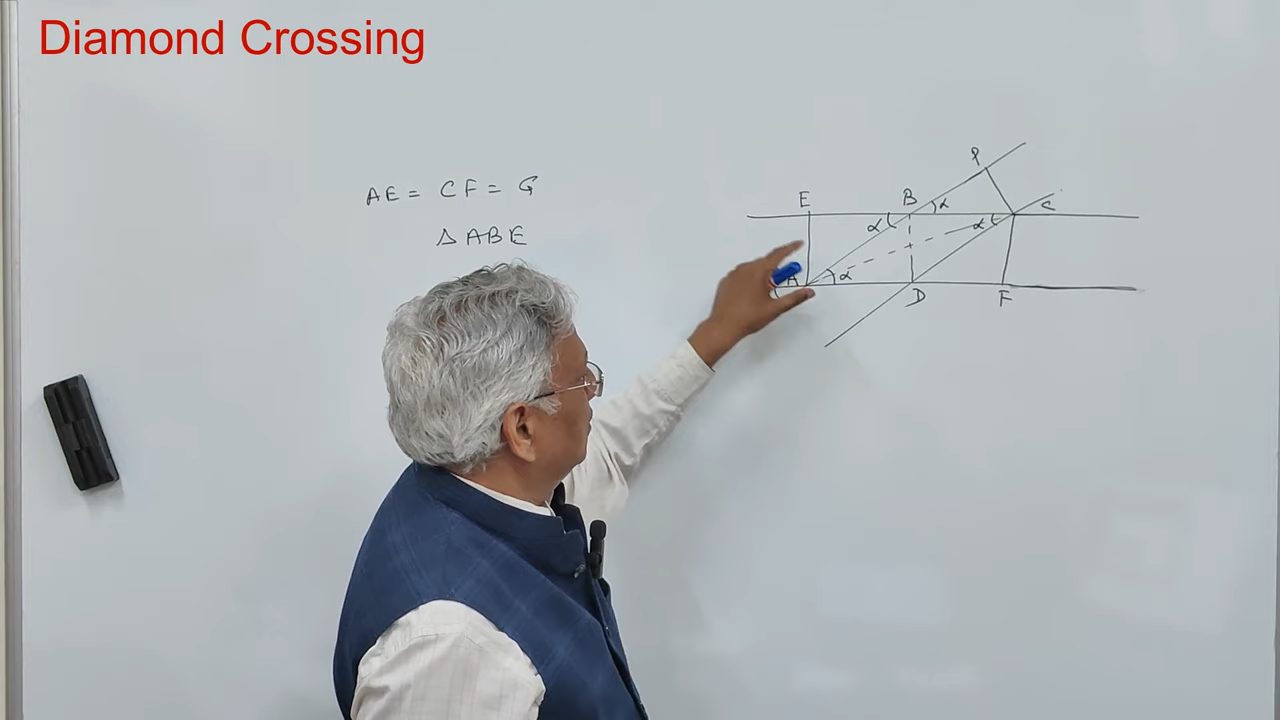 Diamond Crossing
AE = CF = G
Δ ABE
P
E B α C
α α
A α
D F